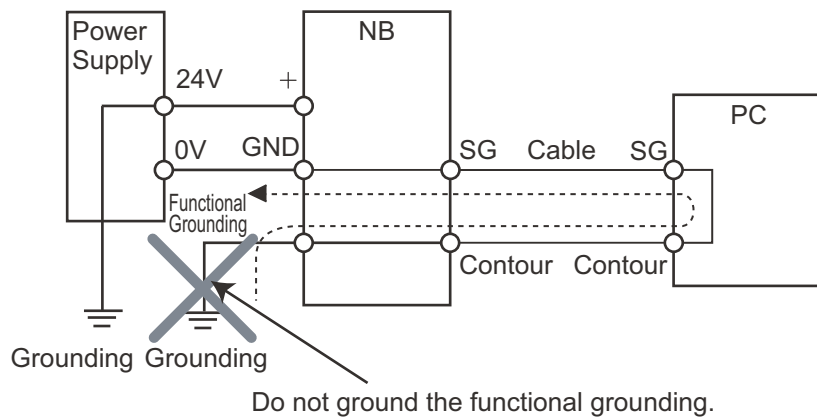 Power
Supply
NB
24V
+
PC
0V
GND
SG
Cable
SG
Functional
Grounding
Contour
Contour
Grounding
Grounding
Do not ground the functional grounding.